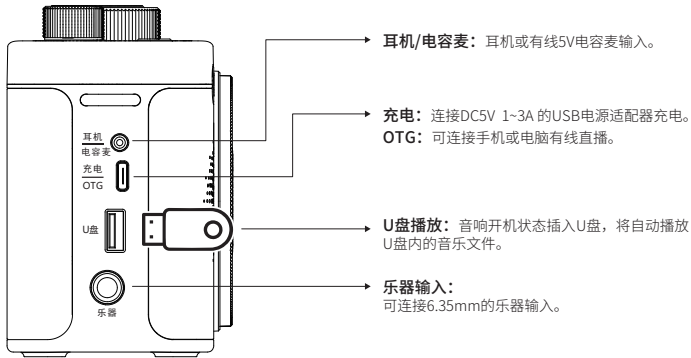 耳机/电容麦：耳机或有线5V电容麦输入。
充电：连接DC5V 1~3A 的USB电源适配器充电。
OTG：可连接手机或电脑有线直播。
U盘播放：音响开机状态插入U盘，将自动播放
U盘内的音乐文件。
乐器输入：
可连接6.35mm的乐器输入。
耳机
电容麦
充电
OTG
U盘
乐器